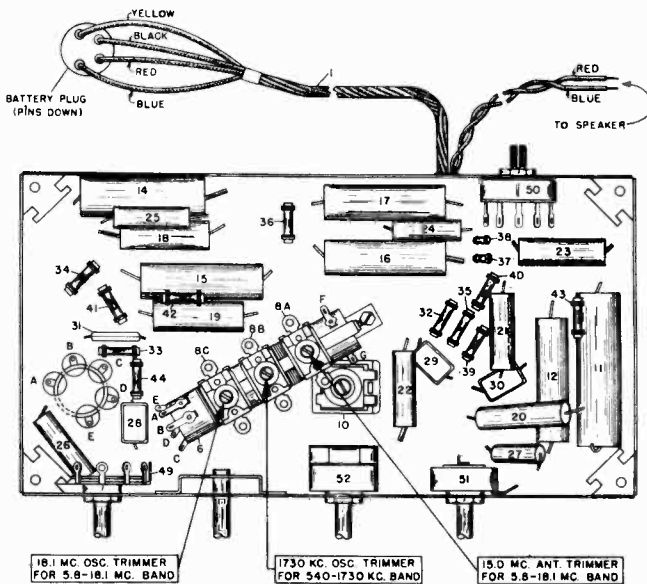 YELLOW
BLACK
RED
BLUE
BATTERY PLUG
(PINS DOWN)
1
RED
BLUE
TO SPEAKER
14
25
18
36
17
24
16
38
37
50
23
34
41
15
42
19
8A
F
8B
8C
31
33
B
A
C
D
E
44
26
26
49
E
A
B
D
C
6
G
10
22
29
32
35
40
39
21
30
43
12
11
20
27
52
51
18.1 MC. OSC. TRIMMER
FOR 5.8-18.1 MC. BAND
1730 KC. OSC. TRIMMER
FOR 540-1730 KC. BAND
15.0 MC. ANT. TRIMMER
FOR 5.8-18.1 MC. BAND